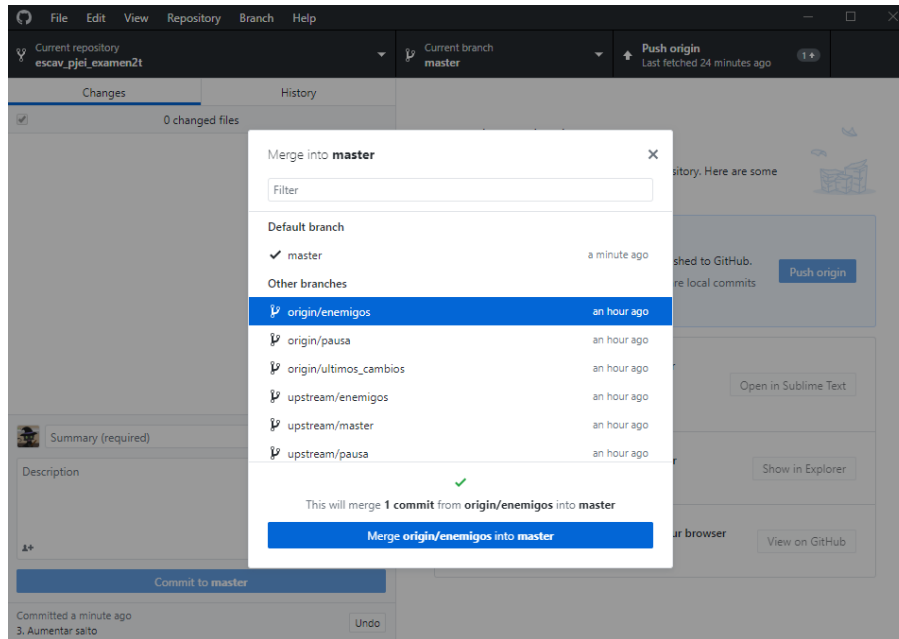 File Edit View Repository Branch Help
Current repository
escav_pjei_examen2t
Current branch
master
Push origin
Last fetched 24 minutes ago
1
Changes
History
0 changed files
Merge into master
Filter
Default branch
master a minute ago
Other branches
origin/enemigos an hour ago
origin/pausa an hour ago
origin/ultimos_cambios an hour ago
upstream/enemigos an hour ago
upstream/master an hour ago
upstream/pausa an hour ago
This will merge 1 commit from origin/enemigos into master
Merge origin/enemigos into master
sitory. Here are some
shed to GitHub.
re local commits
Push origin
Open in Sublime Text
Show in Explorer
ur browser
View on GitHub
Summary (required)
Description
Commit to master
Committed a minute ago
3. Aumentar salto
Undo